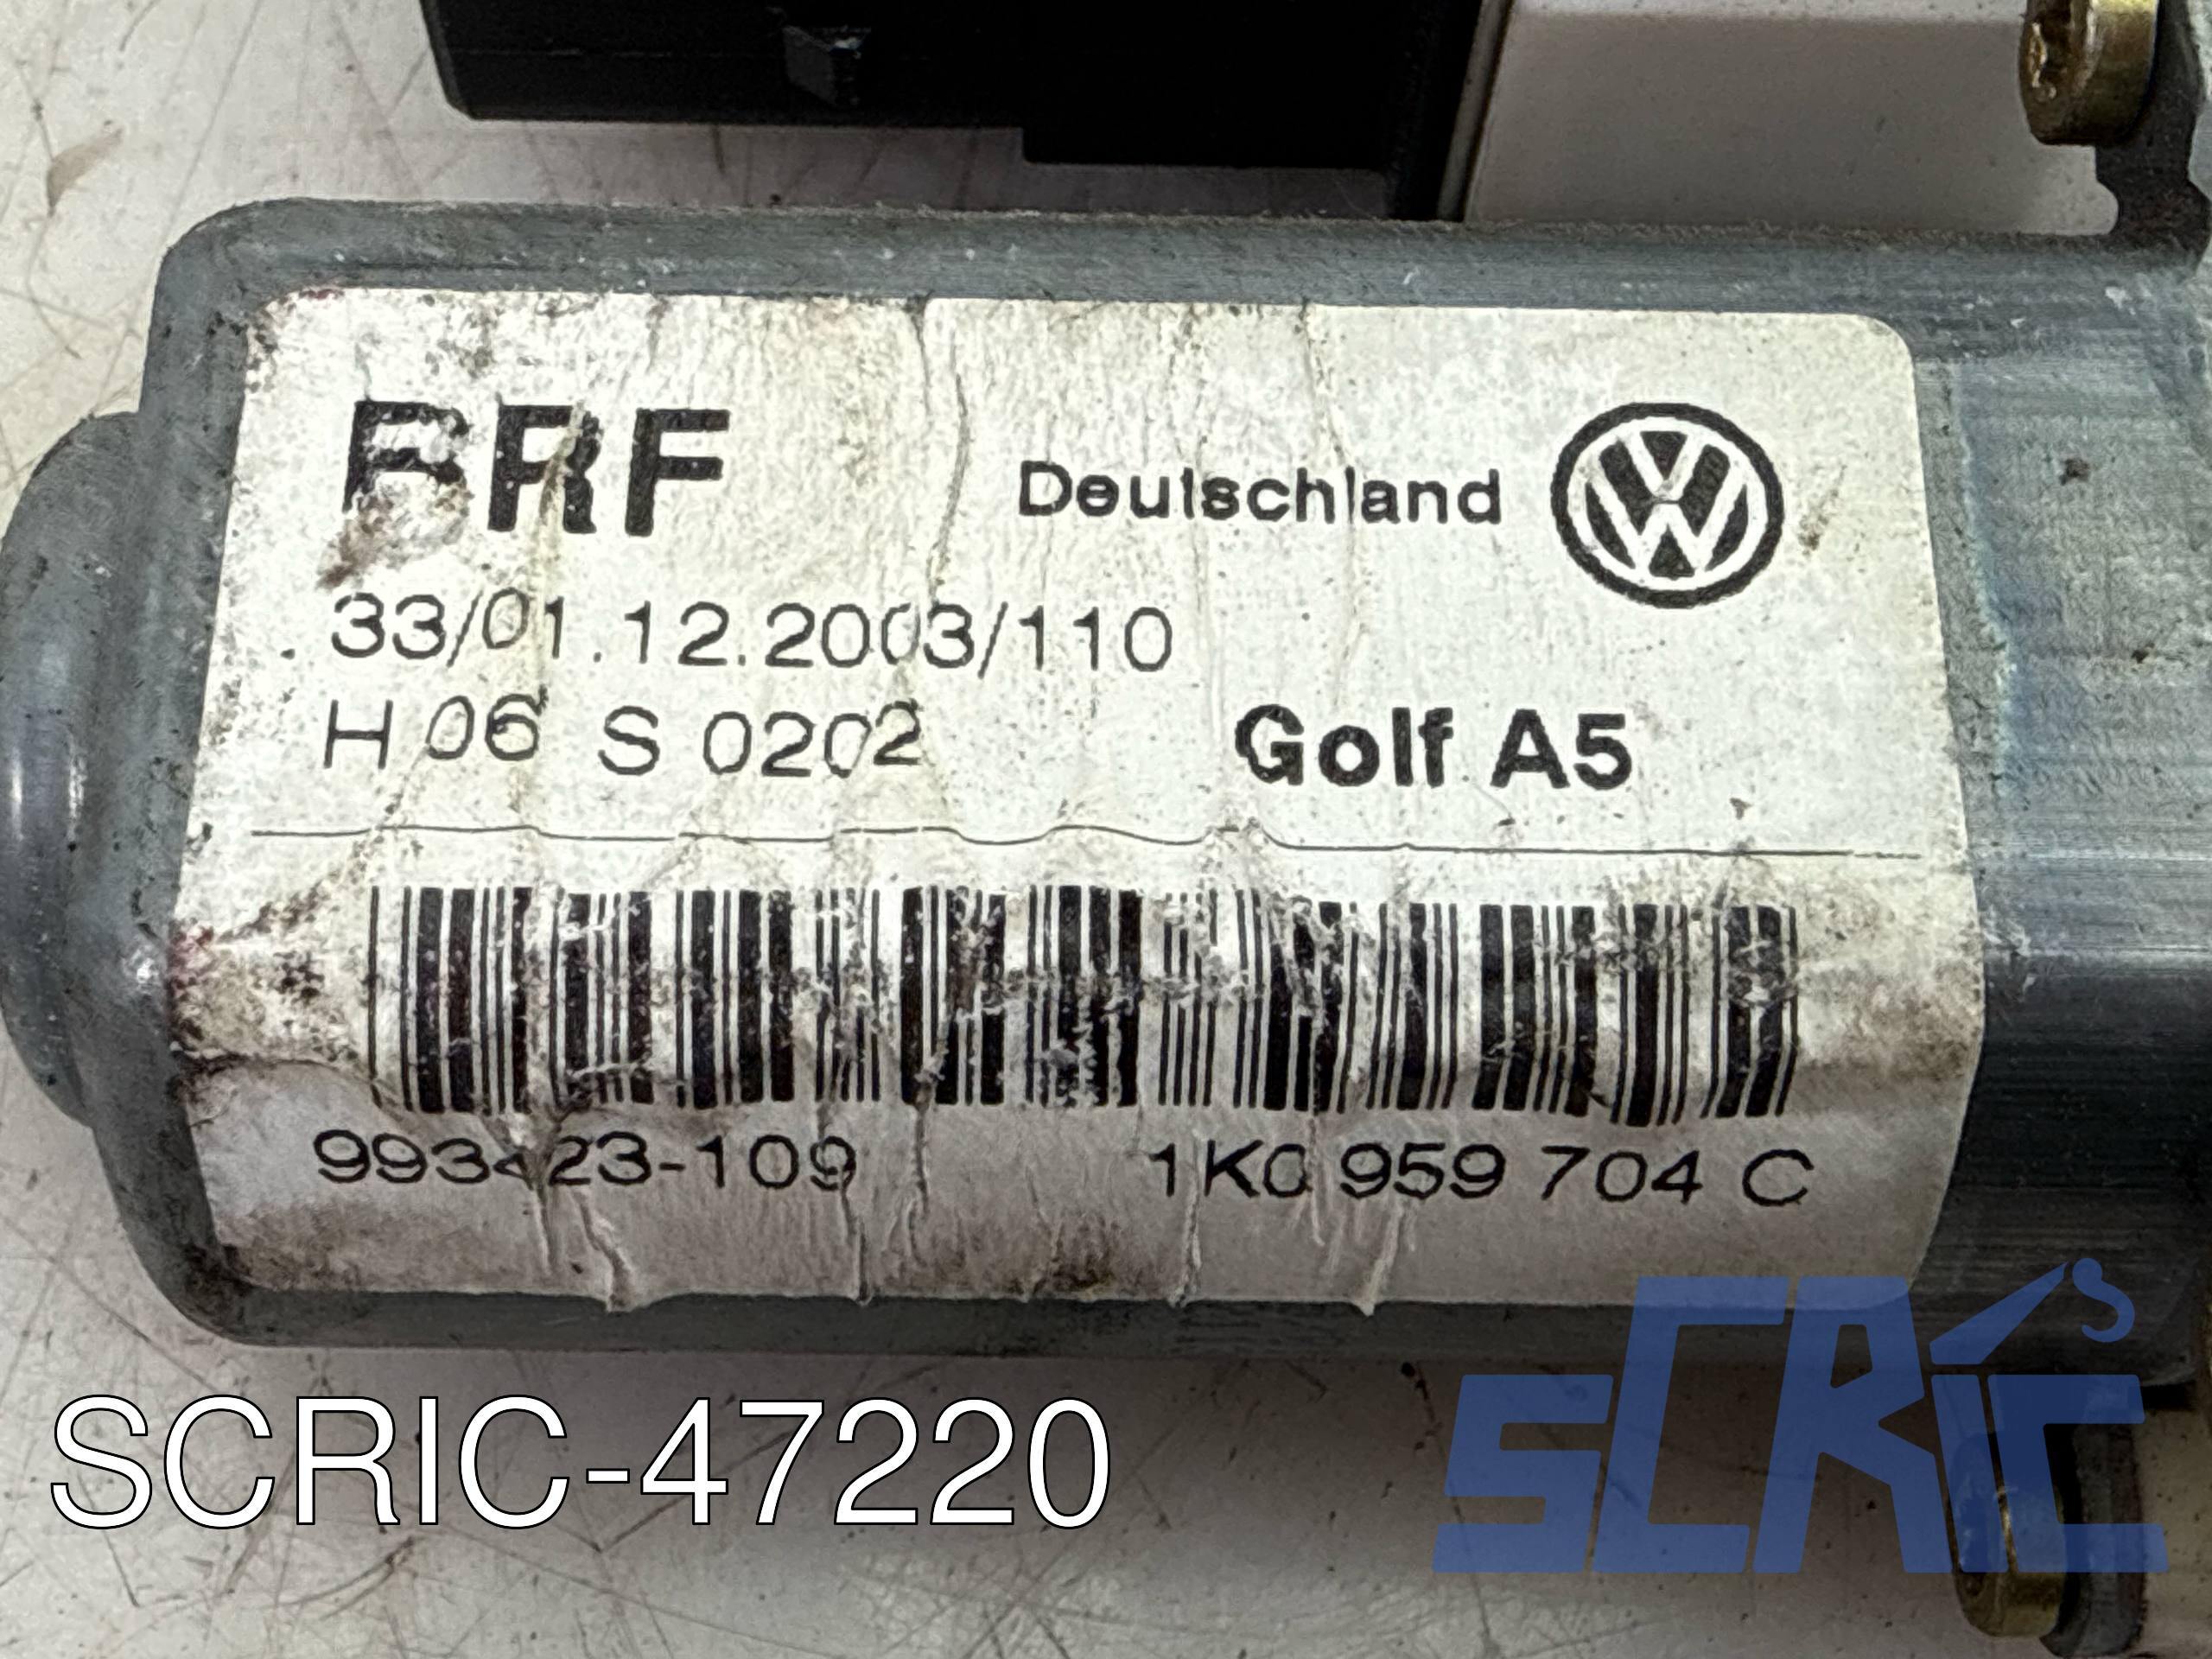 BRF
Deutschland
33/01.12.2003/110
H 06 S 0202
Golf A5
993423-109
1K0 959 704 C
SCRIC-47220
SCRIC